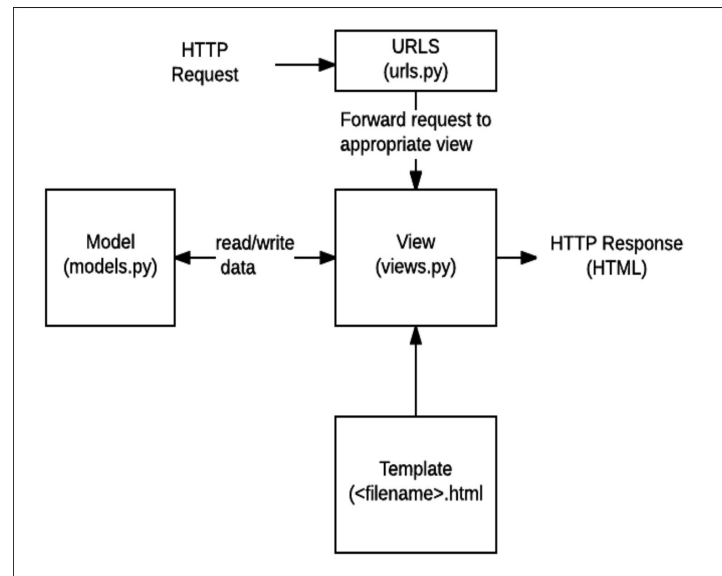 HTTP
Request
URLS
(urls.py)
Forward request to
appropriate view
Model
(models.py)
read/write
data
View
(views.py)
HTTP Response
(HTML)
Template
(<filename>.html